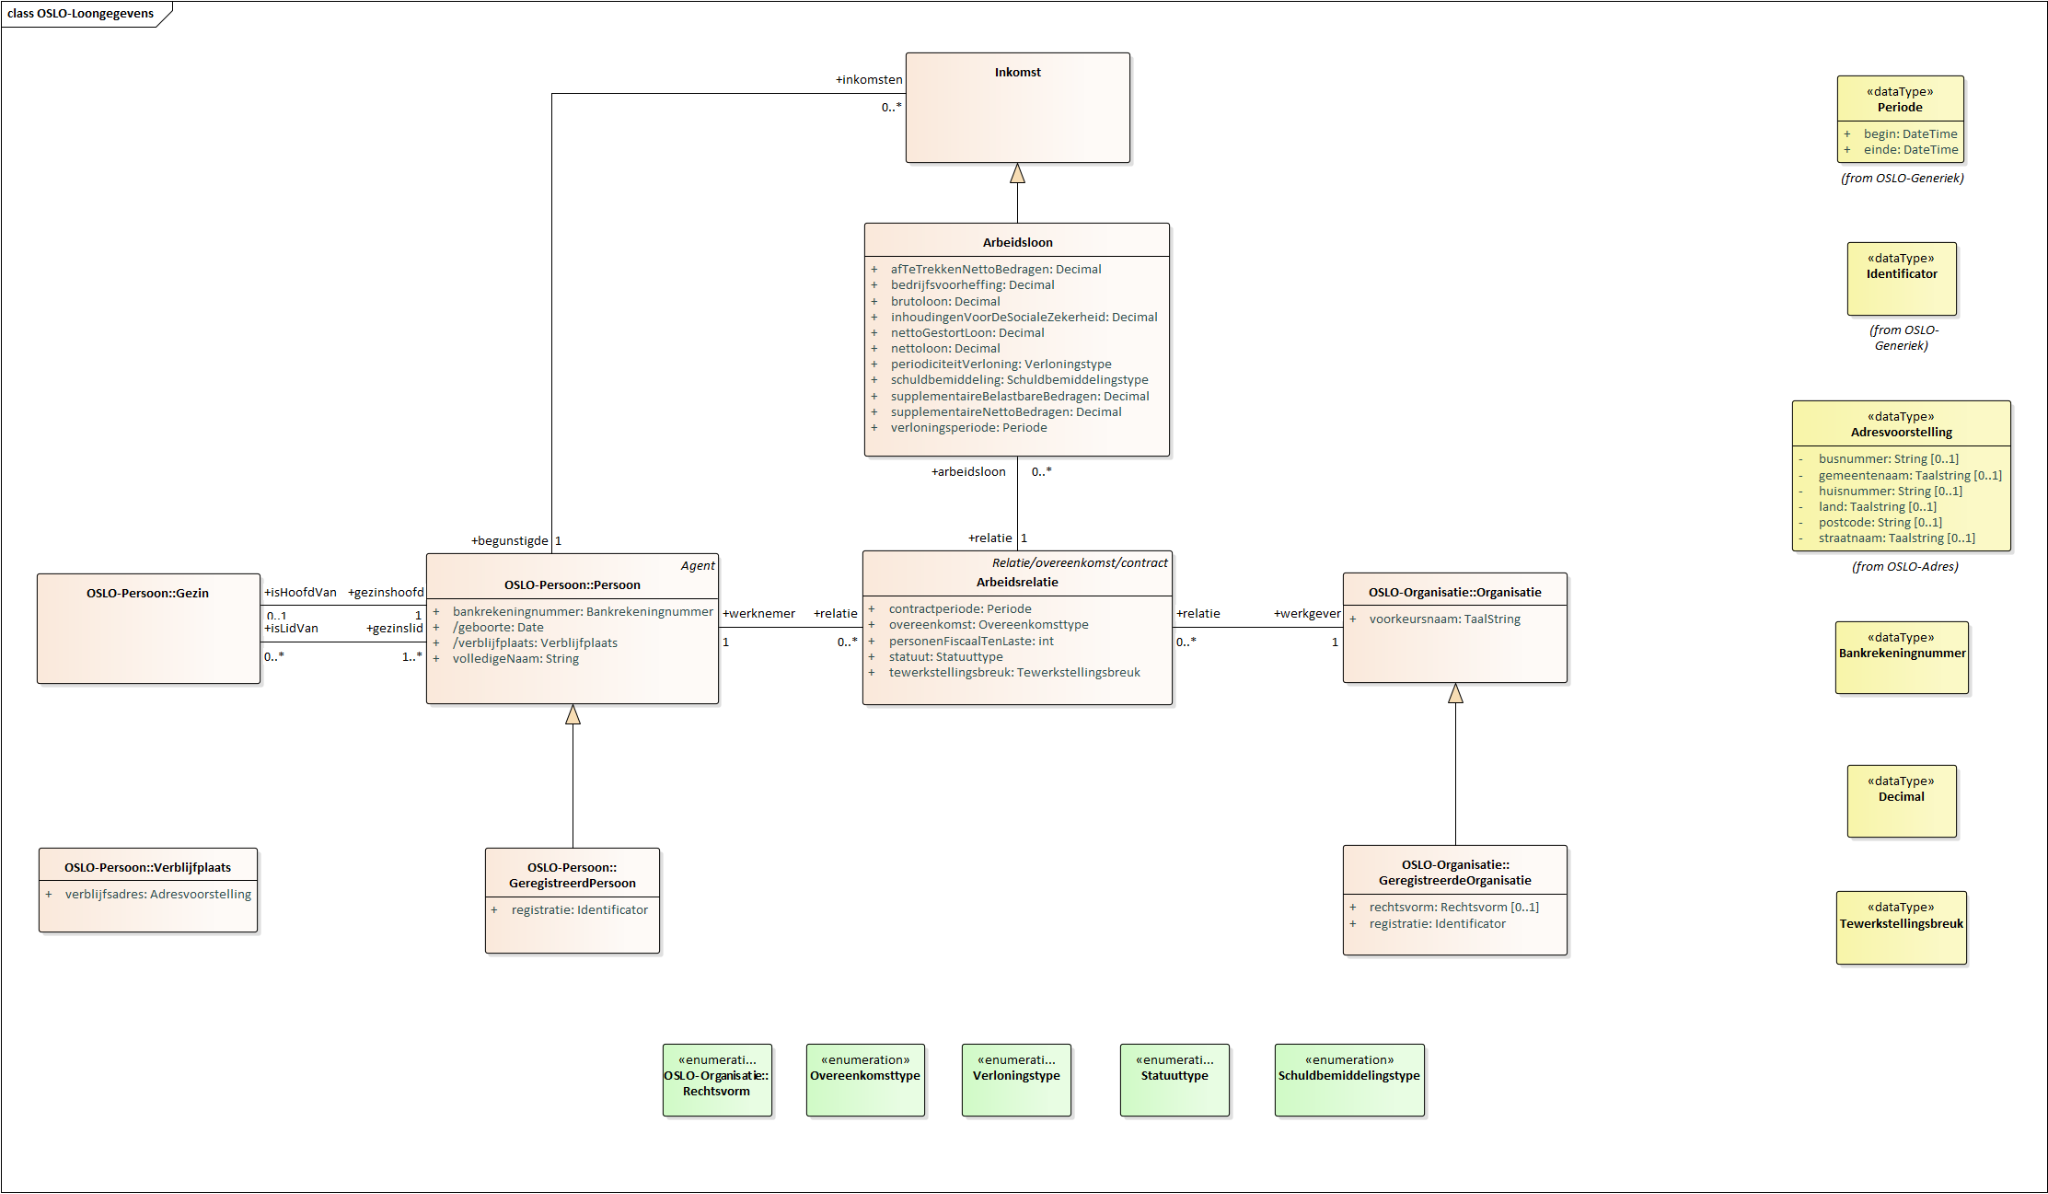 class OSLO-Loongegevens
Inkomst
+inkomsten
0..*
Arbeidsloon
+ afTeTrekkenNettoBedragen: Decimal
+ bedrijfsvoorheffing: Decimal
+ brutoloon: Decimal
+ inhoudingenVoorDeSocialeZekerheid: Decimal
+ nettoGestortLoon: Decimal
+ nettoloon: Decimal
+ periodiciteitVerloning: Verloningstype
+ schuldbemiddeling: Schuldbemiddelingstype
+ supplementaireBelastbareBedragen: Decimal
+ supplementaireNettoBedragen: Decimal
+ verloningsperiode: Periode
+arbeidsloon 0..*
+relatie 1
+begunstigde 1
OSLO-Persoon::Gezin
+isHoofdVan +gezinshoofd
0..1 1
+isLidVan +gezinslid
0..* 1..*
Agent
OSLO-Persoon::Persoon
+ bankrekeningnummer: Bankrekeningnummer
+ /geboorte: Date
+ /verblijfplaats: Verblijfplaats
+ volledigeNaam: String
+werknemer +relatie
1 0..*
Relatie/overeenkomst/contract
Arbeidsrelatie
+ contractperiode: Periode
+ overeenkomst: Overeenkomsttype
+ personenFiscaalTenLaste: int
+ statuut: Statuuttype
+ tewerkstellingsbreuk: Tewerkstellingsbreuk
+relatie +werkgever
0..* 1
OSLO-Organisatie::Organisatie
+ voorkeursnaam: TaalString
OSLO-Persoon::Verblijfplaats
+ verblijfsadres: Adresvoorstelling
OSLO-Persoon::
GeregistreerdPersoon
+ registratie: Identificator
OSLO-Organisatie::
GeregistreerdeOrganisatie
+ rechtsvorm: Rechtsvorm [0..1]
+ registratie: Identificator
«enumerati...
OSLO-Organisatie::
Rechtsvorm
«enumeration»
Overeenkomsttype
«enumerati...
Verloningstype
«enumerati...
Statuuttype
«enumeration»
Schuldbemiddelingstype
«dataType»
Periode
+ begin: DateTime
+ einde: DateTime
(from OSLO-Generiek)
«dataType»
Identificator
(from OSLO-
Generiek)
«dataType»
Adresvoorstelling
- busnummer: String [0..1]
- gemeentenaam: Taalstring [0..1]
- huisnummer: String [0..1]
- land: Taalstring [0..1]
- postcode: String [0..1]
- straatnaam: Taalstring [0..1]
(from OSLO-Adres)
«dataType»
Bankrekeningnummer
«dataType»
Decimal
«dataType»
Tewerkstellingsbreuk